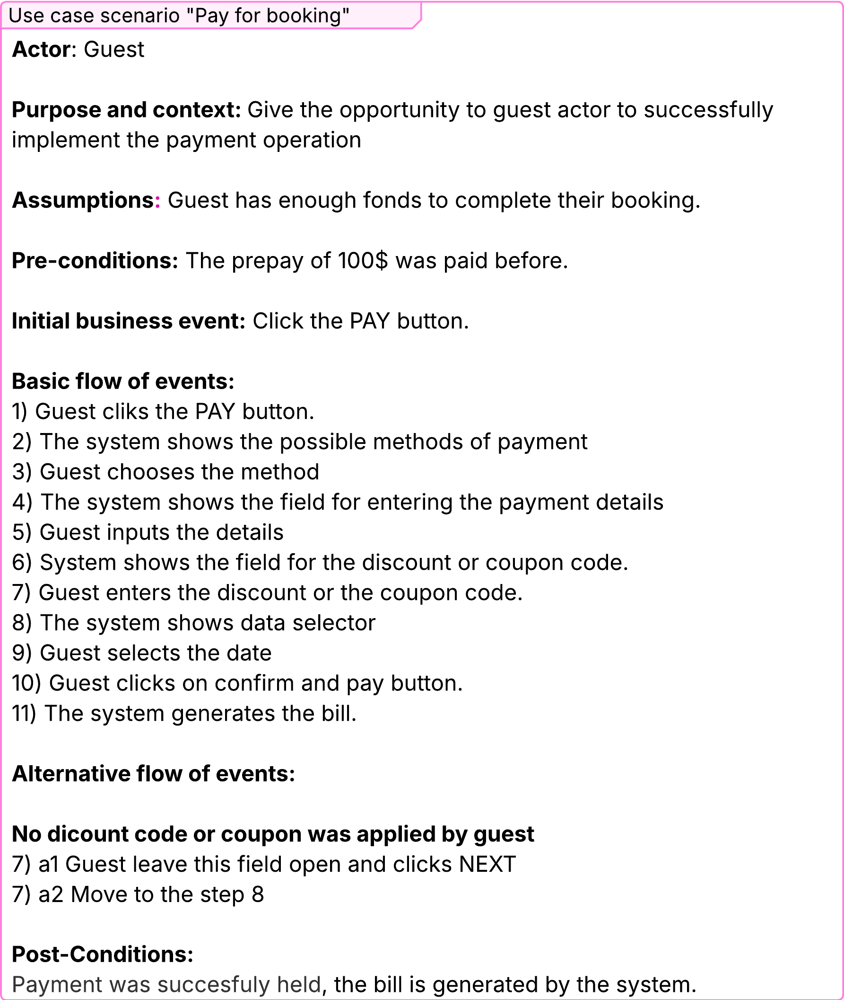 Use case scenario "Pay for booking"
Actor: Guest
Purpose and context: Give the opportunity to guest actor to successfully
implement the payment operation
Assumptions: Guest has enough fonds to complete their booking.
Pre-conditions: The prepay of 100$ was paid before.
Initial business event: Click the PAY button.
Basic flow of events:
1) Guest cliks the PAY button.
2) The system shows the possible methods of payment
3) Guest chooses the method
4) The system shows the field for entering the payment details
5) Guest inputs the details
6) System shows the field for the discount or coupon code.
7) Guest enters the discount or the coupon code.
8) The system shows data selector
9) Guest selects the date
10) Guest clicks on confirm and pay button.
11) The system generates the bill.
Alternative flow of events:
No dicount code or coupon was applied by guest
7) a1 Guest leave this field open and clicks NEXT
7) a2 Move to the step 8
Post-Conditions:
Payment was succesfuly held, the bill is generated by the system.